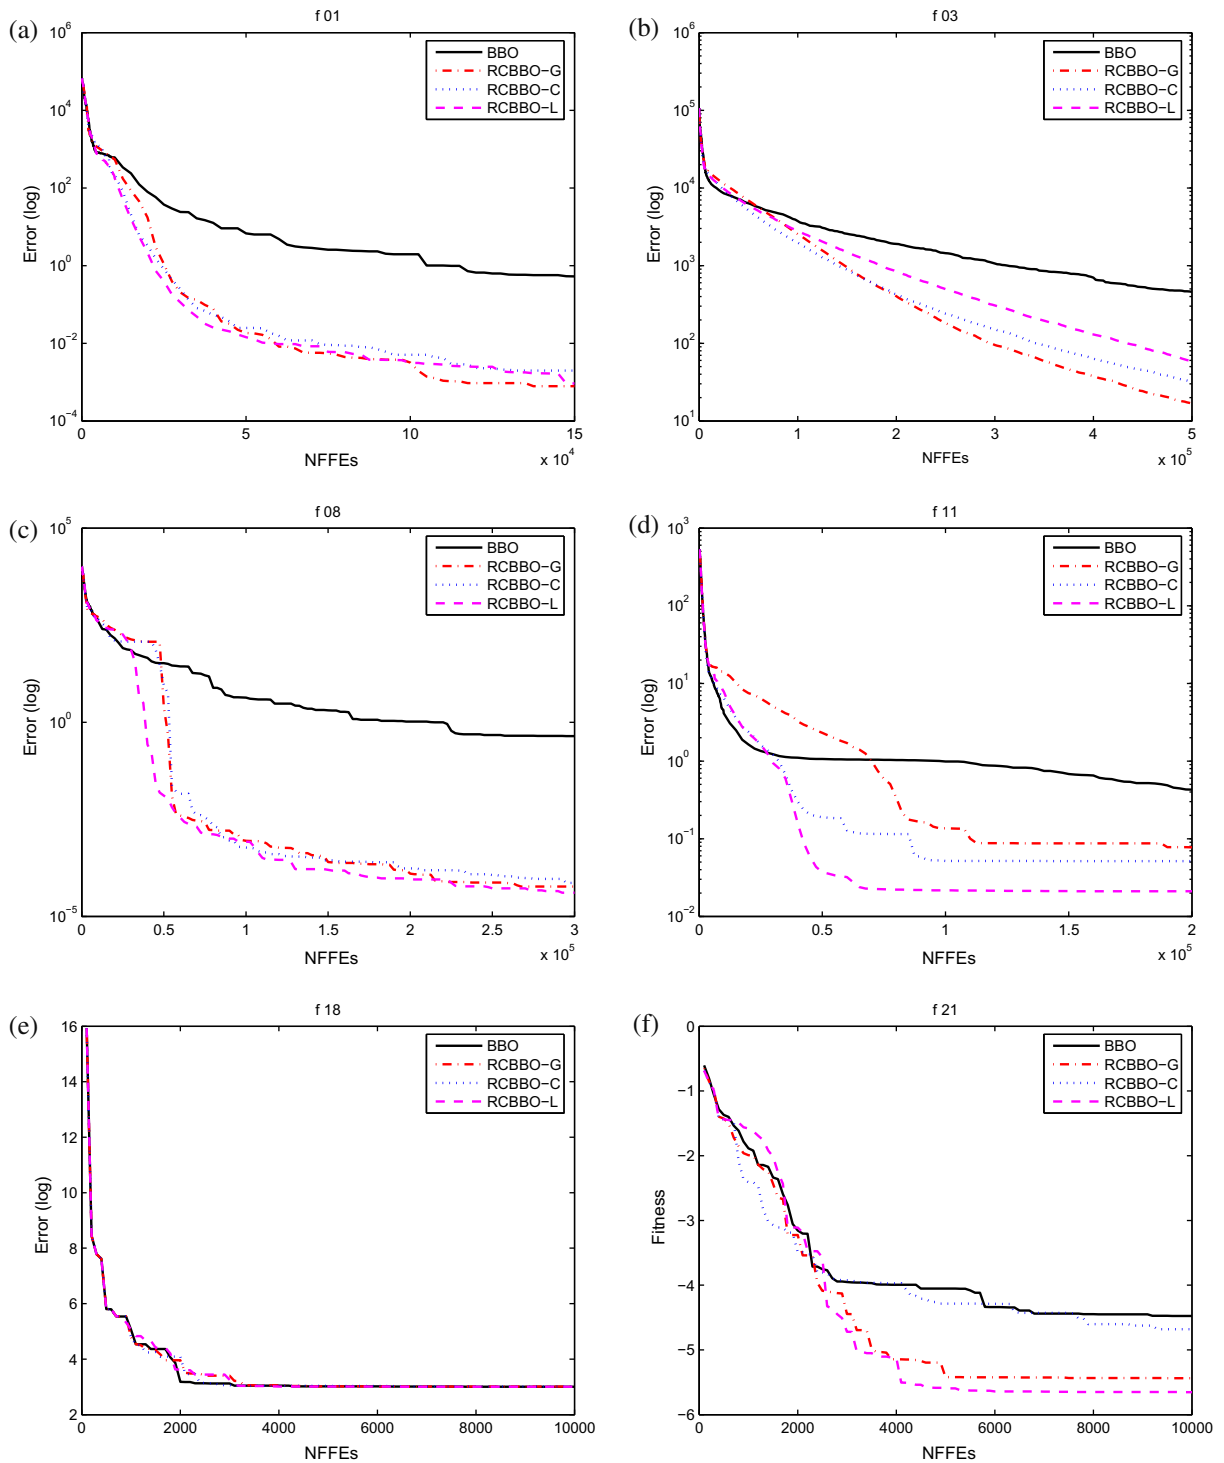 (a)
f 01
10^6
10^4
10^2
10^0
10^-2
10^-4
Error (log)
BBO
RCBBO-G
RCBBO-C
RCBBO-L
0 5 10 15
NFFEs
x 10^4
(b)
f 03
10^6
10^5
10^4
10^3
10^2
10^1
Error (log)
BBO
RCBBO-G
RCBBO-C
RCBBO-L
0 1 2 3 4 5
NFFEs
x 10^5
(c)
f 08
10^5
10^0
10^-5
Error (log)
BBO
RCBBO-G
RCBBO-C
RCBBO-L
0 0.5 1 1.5 2 2.5 3
NFFEs
x 10^5
(d)
f 11
10^3
10^2
10^1
10^0
10^-1
10^-2
Error (log)
BBO
RCBBO-G
RCBBO-C
RCBBO-L
0 0.5 1 1.5 2
NFFEs
x 10^5
(e)
f 18
16
14
12
10
8
6
4
2
Error (log)
BBO
RCBBO-G
RCBBO-C
RCBBO-L
0 2000 4000 6000 8000 10000
NFFEs
(f)
f 21
0
-1
-2
-3
-4
-5
-6
Fitness
BBO
RCBBO-G
RCBBO-C
RCBBO-L
0 2000 4000 6000 8000 10000
NFFEs